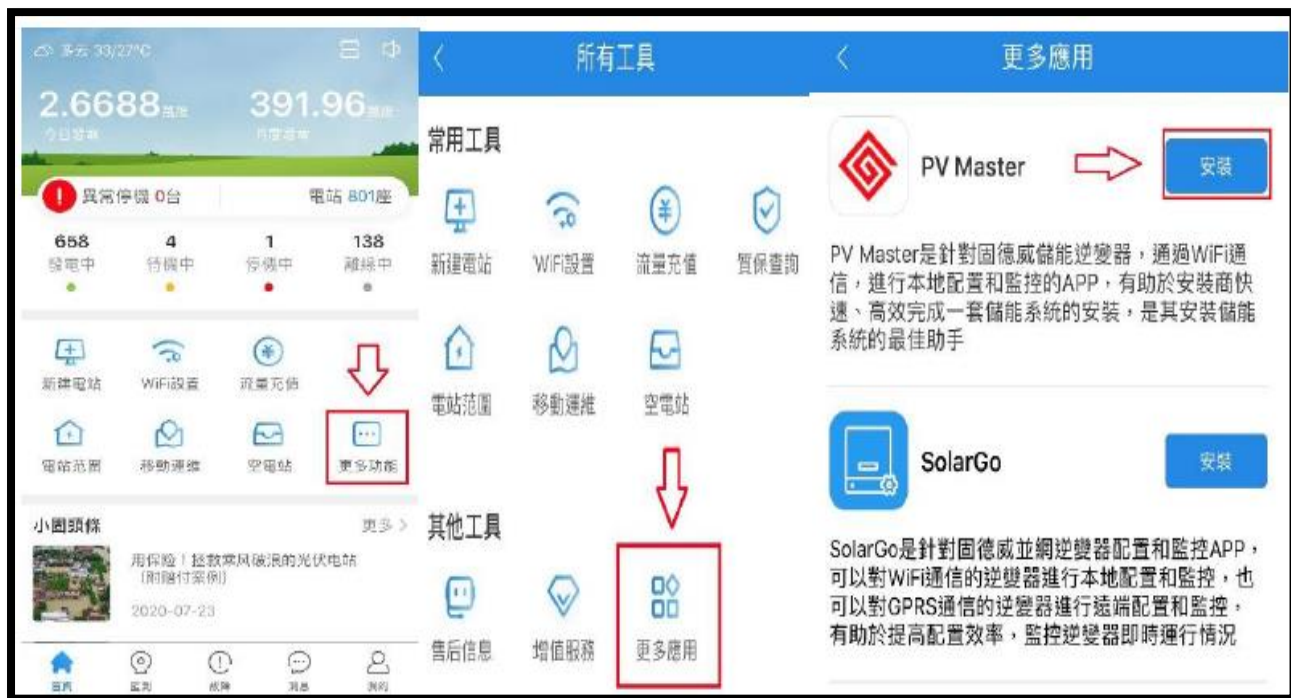 多云 33/27°C
2.6688
391.96
異常停機 0台
電站 801座
658
4
1
138
發電中
待機中
停機中
離線中
新建電站
WiFi設置
流量充值
電站范圍
移動運維
空電站
更多功能
小固頭條
更多 >
用保险！拯救乘风破浪的光伏电站
（附赔付案例）
2020-07-23
首頁
消息
所有工具
常用工具
新建電站
WiFi設置
流量充值
質保查詢
電站范圍
移動運維
空電站
其他工具
售后信息
增值服務
更多應用
更多應用
PV Master
安裝
PV Master是針對固德威儲能逆變器，通過WiFi通
信，進行本地配置和監控的APP，有助於安裝商快
速、高效完成一套儲能系統的安裝，是其安裝儲能
系統的最佳助手
SolarGo
安裝
SolarGo是針對固德威並網逆變器配置和監控APP，
可以對WiFi通信的逆變器進行本地配置和監控，也
可以對GPRS通信的逆變器進行遠端配置和監控，
有助於提高配置效率，監控逆變器即時運行情況